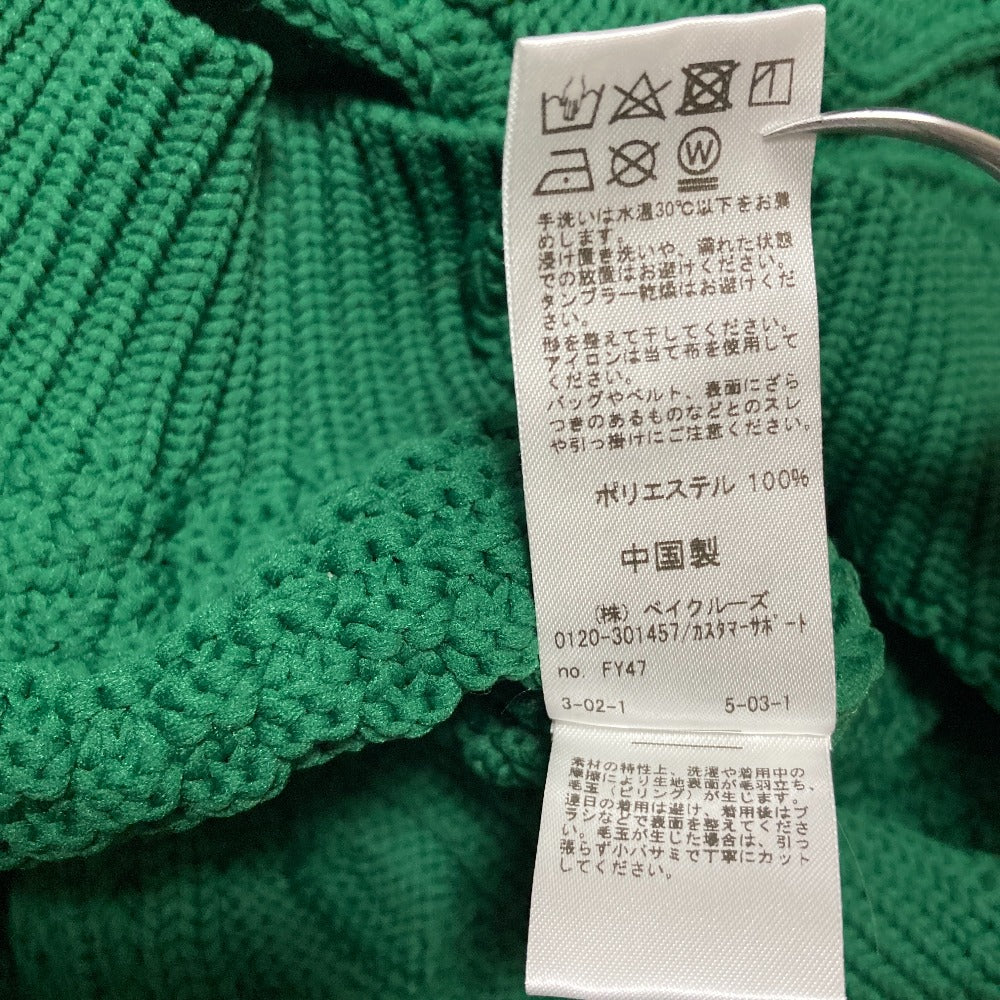 W
手洗いは水温30℃以下をお薦
めします。
浸け置き洗いや、濡れた状態
での放置はお避けください。
タンブラー乾燥はお避けくだ
さい。
形を整えて干してください。
アイロンは当て布を使用して
ください。
バッグやベルト、表面にざら
つきのあるものなどとのスレ
や引っ掛けにご注意ください。
ポリエステル 100%
中国製
(株) ベイクルーズ
0120-301457/カスタマーサポート
no. FY47
3-02-1 5-03-1
素材の特性上、洗濯や着用中の
摩擦により生地表面が毛羽立ち、
毛玉(ピリング)が生じます。
連日の着用は避け、着用後はブ
ラシなどで表面を整えてくださ
い。毛玉が生じた場合は、引っ
張らず小バサミで丁寧にカット
してください。